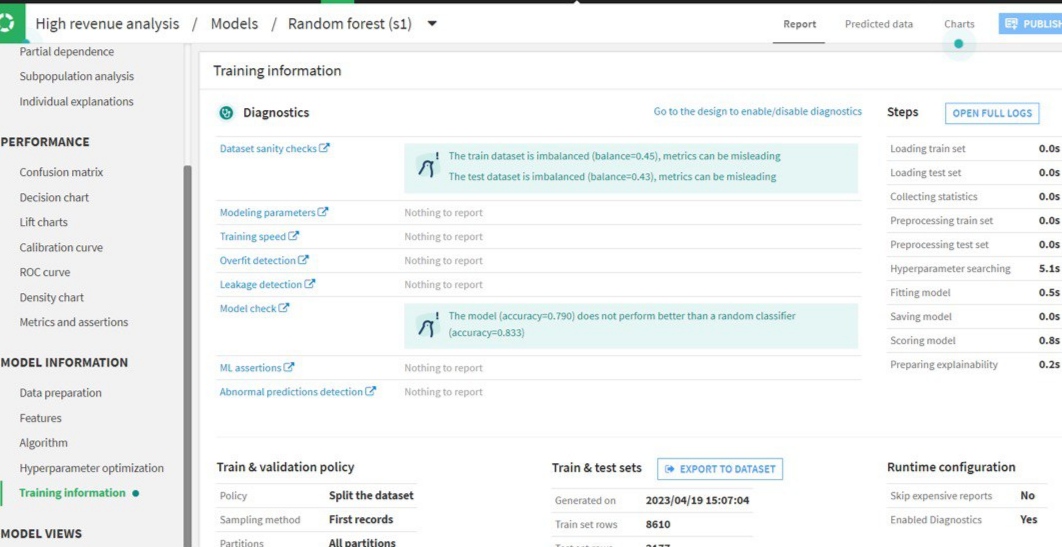 High revenue analysis / Models / Random forest (s1)
Report Predicted data Charts
Partial dependence
Subpopulation analysis
Individual explanations
PERFORMANCE
Confusion matrix
Decision chart
Lift charts
Calibration curve
ROC curve
Density chart
Metrics and assertions
MODEL INFORMATION
Data preparation
Features
Algorithm
Hyperparameter optimization
Training information
MODEL VIEWS
Training information
Diagnostics
Go to the design to enable/disable diagnostics
Dataset sanity checks
The train dataset is imbalanced (balance=0.45), metrics can be misleading
The test dataset is imbalanced (balance=0.43), metrics can be misleading
Modeling parameters Nothing to report
Training speed Nothing to report
Overfit detection Nothing to report
Leakage detection Nothing to report
Model check
The model (accuracy=0.790) does not perform better than a random classifier
(accuracy=0.833)
ML assertions Nothing to report
Abnormal predictions detection Nothing to report
Steps OPEN FULL LOGS
Loading train set 0.0s
Loading test set 0.0s
Collecting statistics 0.0s
Preprocessing train set 0.0s
Preprocessing test set 0.0s
Hyperparameter searching 5.1s
Fitting model 0.5s
Saving model 0.0s
Scoring model 0.8s
Preparing explainability 0.2s
Train & validation policy
Policy Split the dataset
Sampling method First records
Partitions All partitions
Train & test sets EXPORT TO DATASET
Generated on 2023/04/19 15:07:04
Train set rows 8610
Runtime configuration
Skip expensive reports No
Enabled Diagnostics Yes